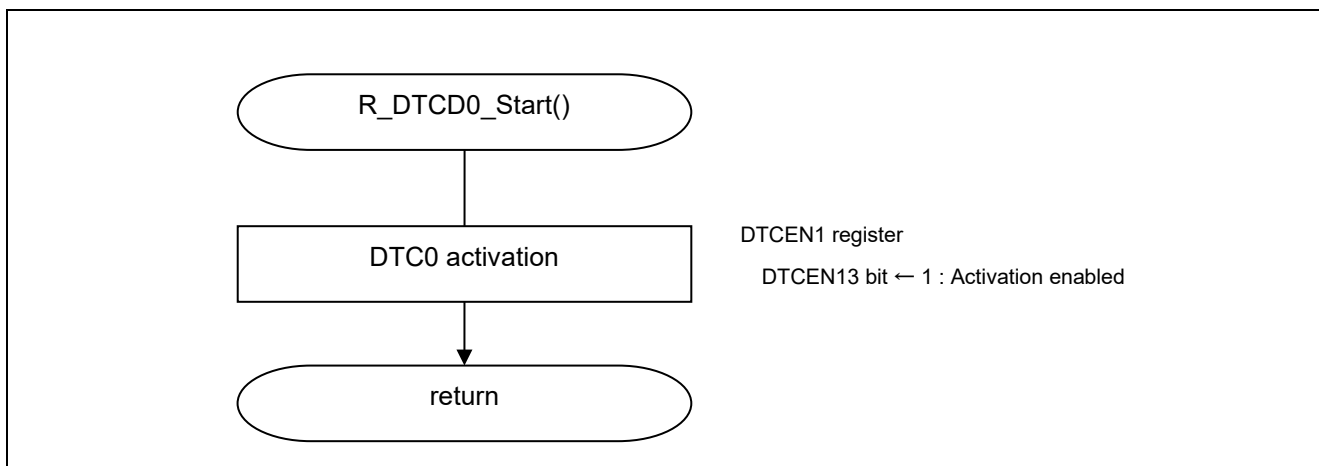 R_DTCD0_Start()
DTC0 activation
DTCEN1 register
DTCEN13 bit ← 1 : Activation enabled
return